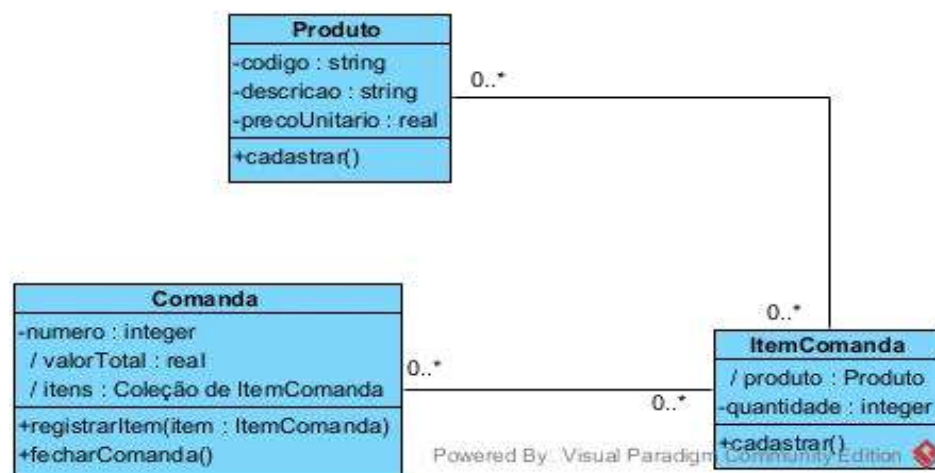 Produto
-codigo : string
-descricao : string
-precoUnitario : real
+cadastrar()
0..*
0..*
Comanda
-numero : integer
/ valorTotal : real
/ itens : Coleção de ItemComanda
+registrarItem(item : ItemComanda)
+fecharComanda()
0..*
0..*
ItemComanda
/ produto : Produto
-quantidade : integer
+cadastrar()
Powered By Visual Paradigm Community Edition